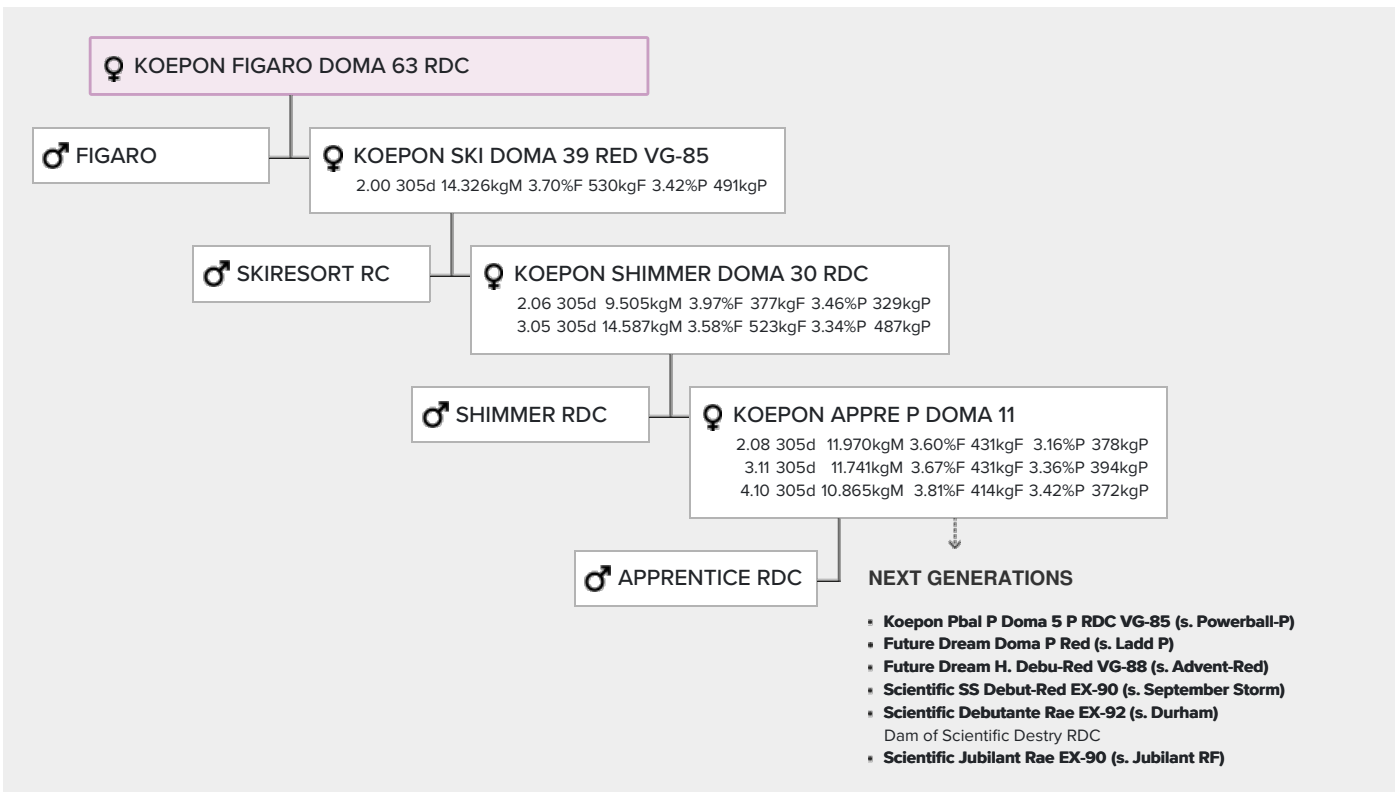 KOEPON FIGARO DOMA 63 RDC
FIGARO
KOEPON SKI DOMA 39 RED VG-85
2.00 305d 14.326kgM 3.70%F 530kgF 3.42%P 491kgP
SKIRESORT RC
KOEPON SHIMMER DOMA 30 RDC
2.06 305d 9.505kgM 3.97%F 377kgF 3.46%P 329kgP
3.05 305d 14.587kgM 3.58%F 523kgF 3.34%P 487kgP
SHIMMER RDC
KOEPON APPRE P DOMA 11
2.08 305d 11.970kgM 3.60%F 431kgF 3.16%P 378kgP
3.11 305d 11.741kgM 3.67%F 431kgF 3.36%P 394kgP
4.10 305d 10.865kgM 3.81%F 414kgF 3.42%P 372kgP
APPRENTICE RDC
NEXT GENERATIONS
Koepon Pbal P Doma 5 P RDC VG-85 (s. Powerball-P)
Future Dream Doma P Red (s. Ladd P)
Future Dream H. Debu-Red VG-88 (s. Advent-Red)
Scientific SS Debut-Red EX-90 (s. September Storm)
Scientific Debutante Rae EX-92 (s. Durham)
Dam of Scientific Destry RDC
Scientific Jubilant Rae EX-90 (s. Jubilant RF)